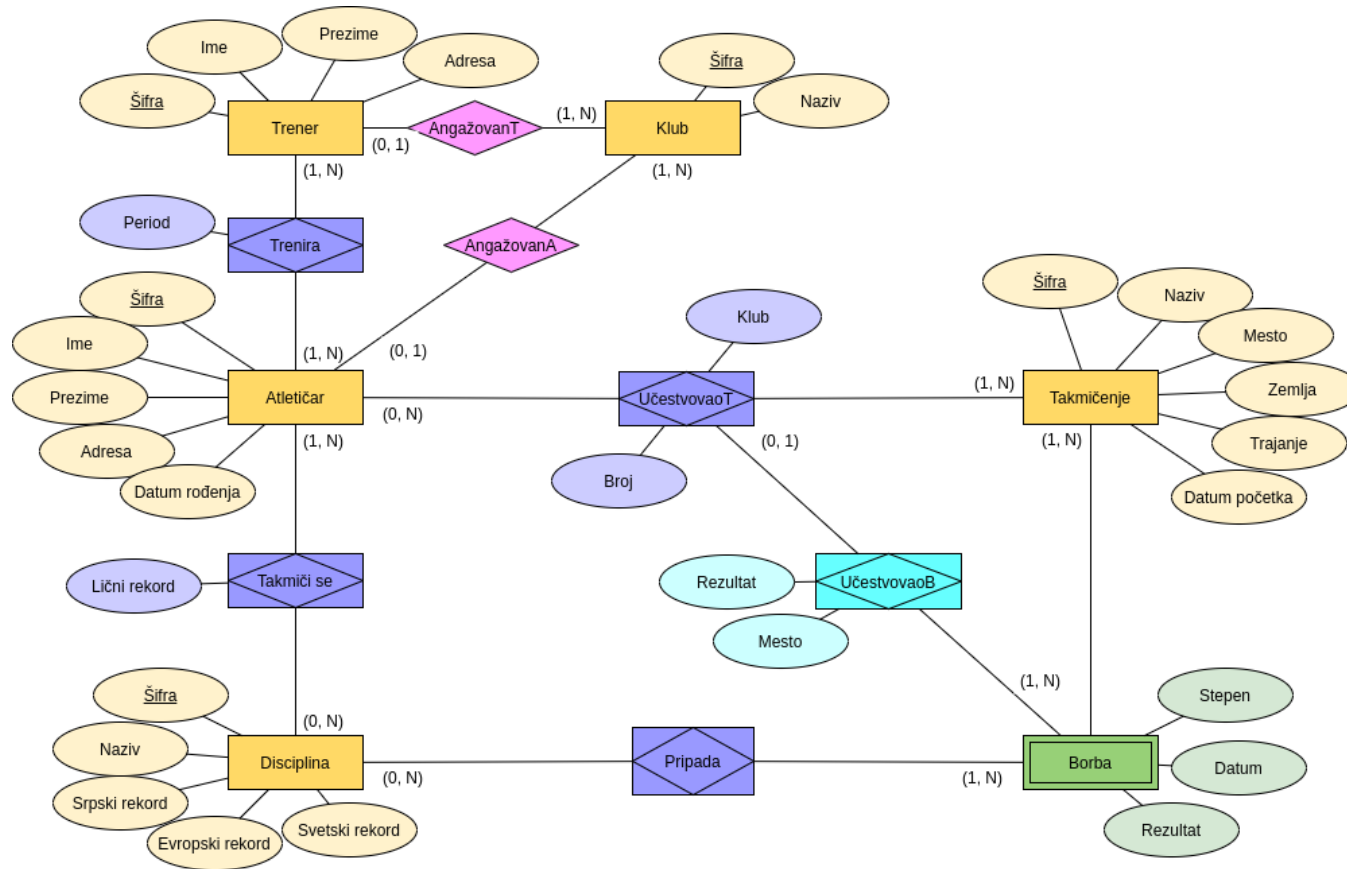 Ime
Prezime
Adresa
Šifra
Trener
(0, 1)
AngažovanT
(1, N)
Klub
Šifra
Naziv
(1, N)
(1, N)
Period
Trenira
AngažovanA
Šifra
Ime
Prezime
Adresa
Datum rođenja
(1, N)
(0, 1)
Atletičar
(0, N)
(1, N)
Klub
UčestvovaoT
Broj
(0, 1)
(1, N)
Takmičenje
(1, N)
Šifra
Naziv
Mesto
Zemlja
Trajanje
Datum početka
Lični rekord
Takmiči se
Rezultat
UčestvovaoB
Mesto
(1, N)
Šifra
Naziv
Srpski rekord
Evropski rekord
Svetski rekord
(0, N)
Disciplina
(0, N)
Pripada
(1, N)
Borba
Stepen
Datum
Rezultat